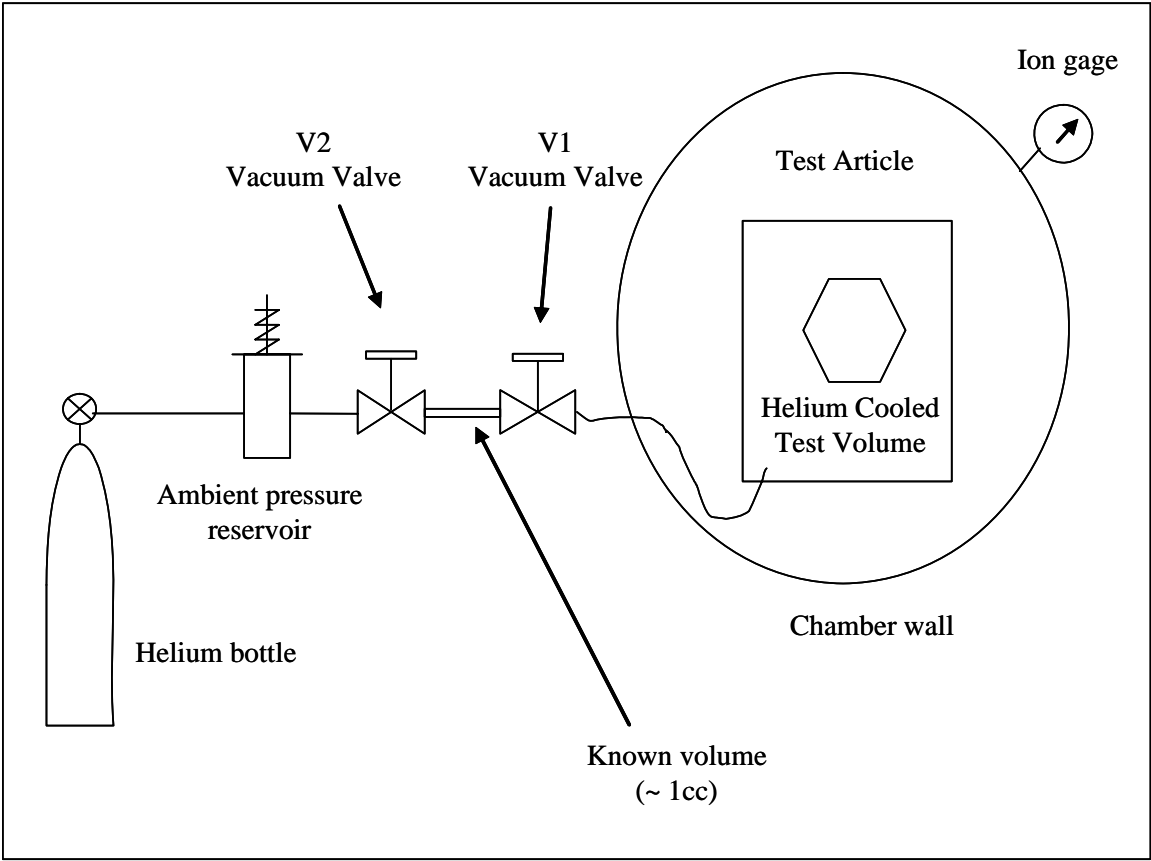 Ion gage
V2
Vacuum Valve
V1
Vacuum Valve
Test Article
Helium Cooled
Test Volume
Ambient pressure
reservoir
Chamber wall
Helium bottle
Known volume
(~ 1cc)